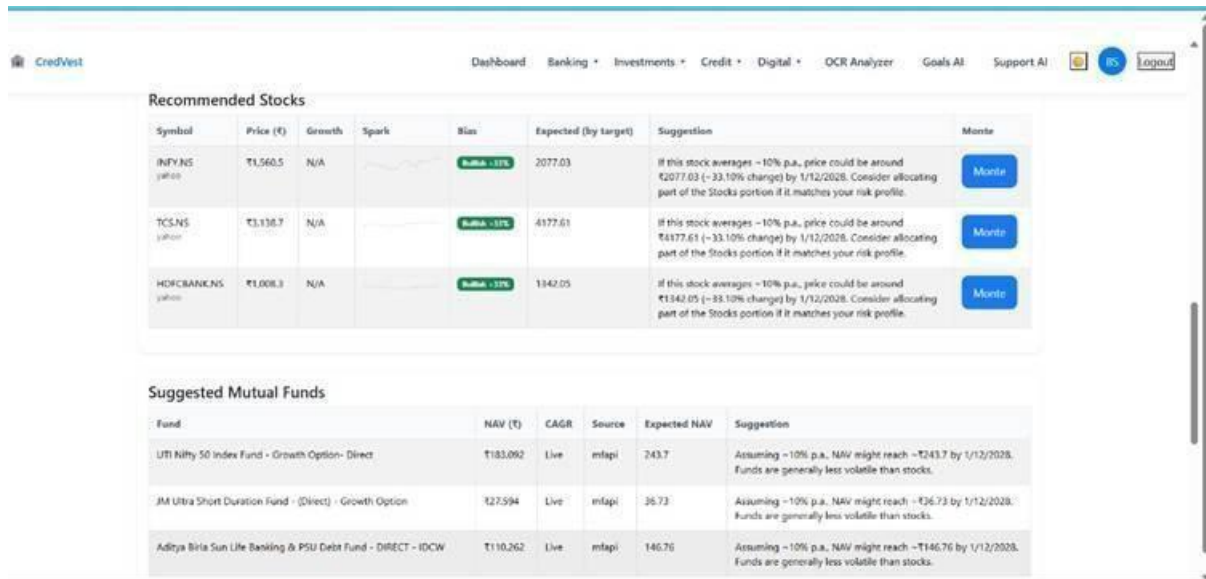 CredVest
Dashboard Banking Investments Credit Digital OCR Analyzer Goals AI Support AI BS Logout
Recommended Stocks
Symbol Price (₹) Growth Spark Bias Expected (by target) Suggestion Monte
INFY.NS ₹1,560.5 N/A Bullish 2077.03 If this stock averages ~10% p.a., price could be around
yahoo ₹2077.03 (~33.10% change) by 1/12/2028. Consider allocating Monte
part of the Stocks portion if it matches your risk profile.
TCS.NS ₹3,138.7 N/A Bullish 4177.61 If this stock averages ~10% p.a., price could be around
yahoo ₹4177.61 (~33.10% change) by 1/12/2028. Consider allocating Monte
part of the Stocks portion if it matches your risk profile.
HDFCBANK.NS ₹1,008.3 N/A Bullish 1342.05 If this stock averages ~10% p.a., price could be around
yahoo ₹1342.05 (~33.10% change) by 1/12/2028. Consider allocating Monte
part of the Stocks portion if it matches your risk profile.
Suggested Mutual Funds
Fund NAV (₹) CAGR Source Expected NAV Suggestion
UTI Nifty 50 Index Fund - Growth Option- Direct ₹183.092 Live mfapi 243.7 Assuming ~10% p.a., NAV might reach ~₹243.7 by 1/12/2028.
Funds are generally less volatile than stocks.
JM Ultra Short Duration Fund - (Direct) - Growth Option ₹27.594 Live mfapi 36.73 Assuming ~10% p.a., NAV might reach ~₹36.73 by 1/12/2028.
Funds are generally less volatile than stocks.
Aditya Birla Sun Life Banking & PSU Debt Fund - DIRECT - IDCW ₹110.262 Live mfapi 146.76 Assuming ~10% p.a., NAV might reach ~₹146.76 by 1/12/2028.
Funds are generally less volatile than stocks.